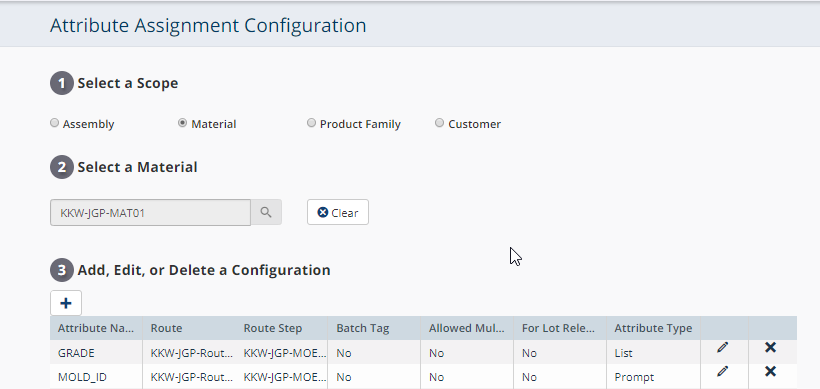 Attribute Assignment Configuration
1 Select a Scope
Assembly Material Product Family Customer
2 Select a Material
KKW-JGP-MAT01 Clear
3 Add, Edit, or Delete a Configuration
+
Attribute Na... Route Route Step Batch Tag Allowed Mul... For Lot Rele... Attribute Type
GRADE KKW-JGP-Rout... KKW-JGP-MOE... No No No List
MOLD_ID KKW-JGP-Rout... KKW-JGP-MOE... No No No Prompt